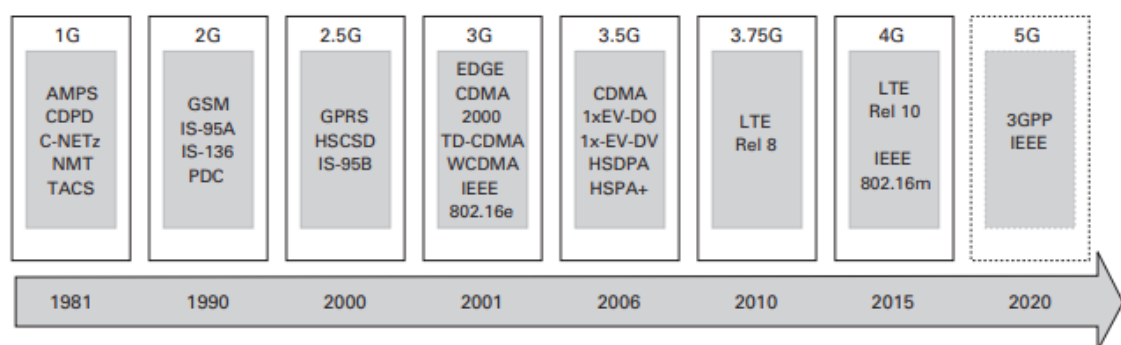 1G
AMPS
CDPD
C-NETz
NMT
TACS
2G
GSM
IS-95A
IS-136
PDC
2.5G
GPRS
HSCSD
IS-95B
3G
EDGE
CDMA
2000
TD-CDMA
WCDMA
IEEE
802.16e
3.5G
CDMA
1xEV-DO
1x-EV-DV
HSDPA
HSPA+
3.75G
LTE
Rel 8
4G
LTE
Rel 10
IEEE
802.16m
5G
3GPP
IEEE
1981 1990 2000 2001 2006 2010 2015 2020